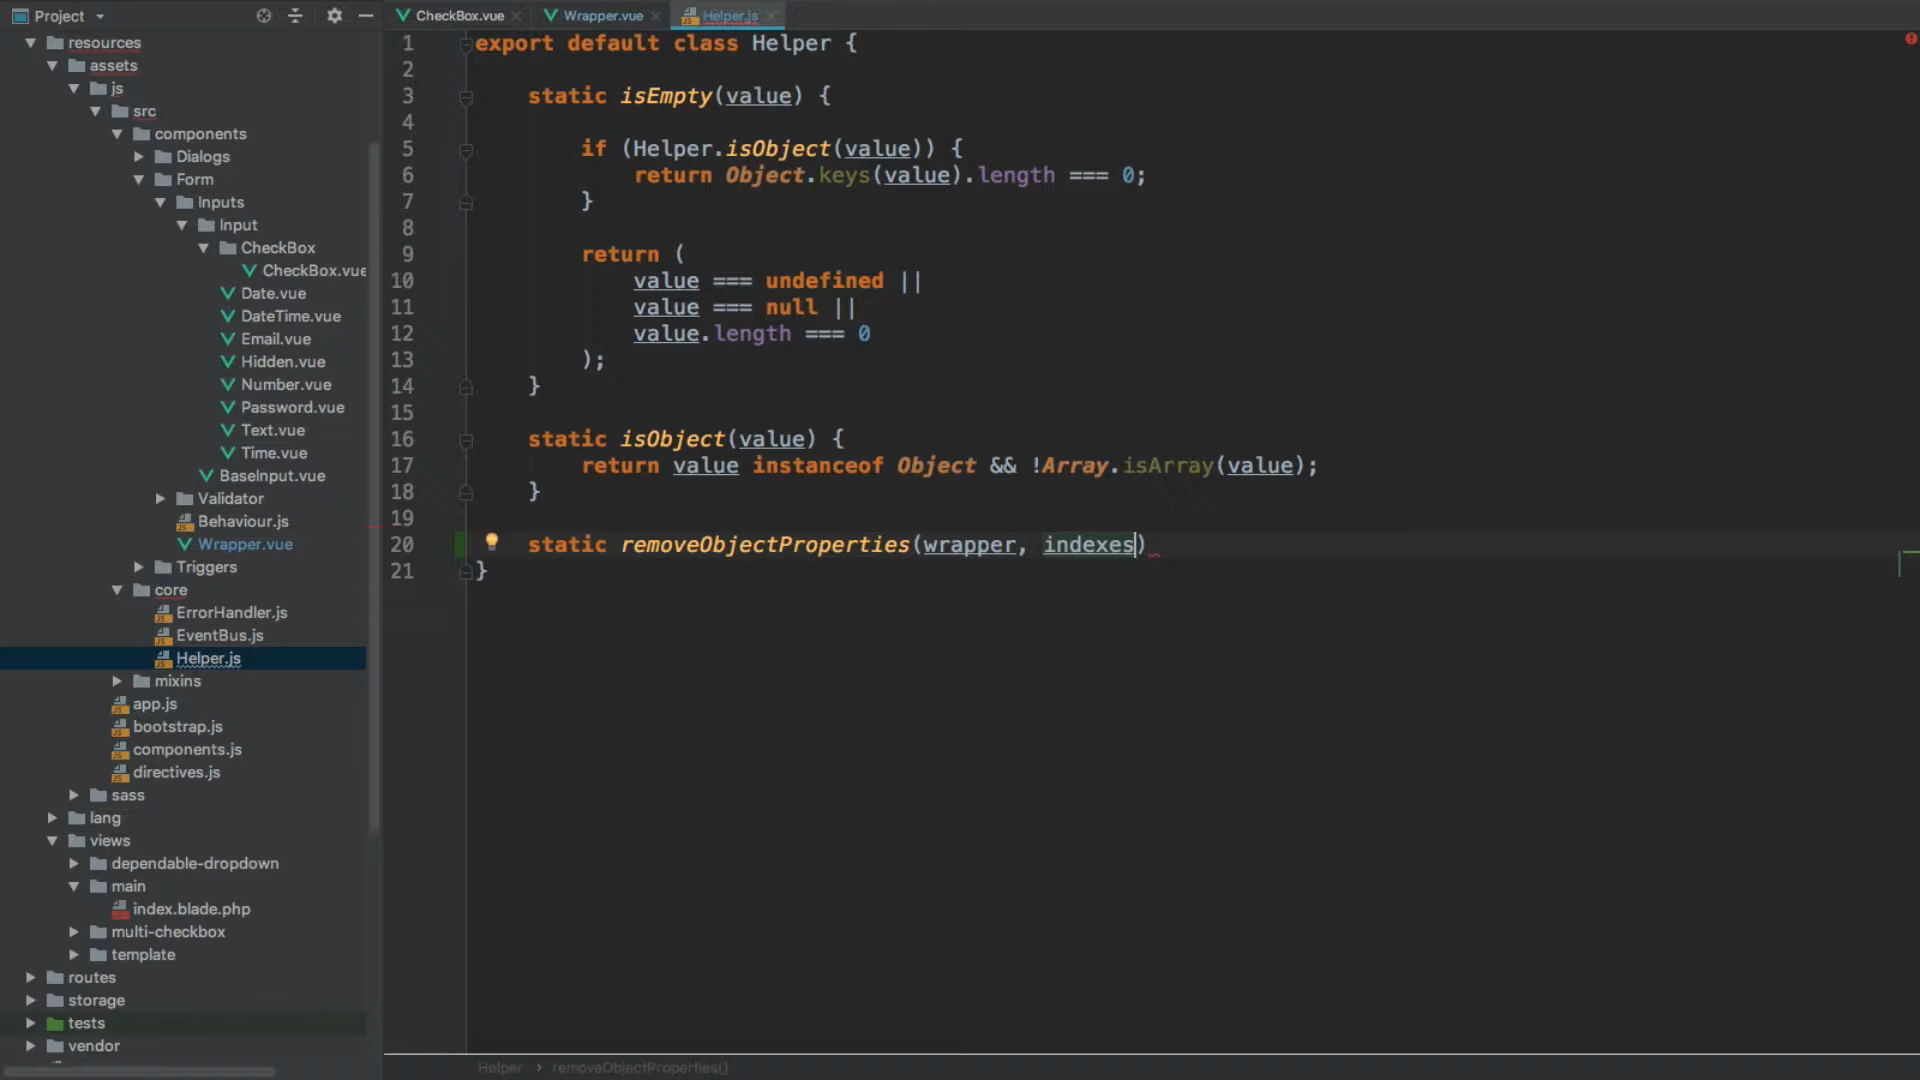 Project
CheckBox.vue
Wrapper.vue
Helper.js
resources
assets
js
src
components
Dialogs
Form
Inputs
Input
CheckBox
CheckBox.vue
Date.vue
DateTime.vue
Email.vue
Hidden.vue
Number.vue
Password.vue
Text.vue
Time.vue
BaseInput.vue
Validator
Behaviour.js
Wrapper.vue
Triggers
core
ErrorHandler.js
EventBus.js
Helper.js
mixins
app.js
bootstrap.js
components.js
directives.js
sass
lang
views
dependable-dropdown
main
index.blade.php
multi-checkbox
template
routes
storage
tests
vendor
1 export default class Helper {
2
3 static isEmpty(value) {
4
5 if (Helper.isObject(value)) {
6 return Object.keys(value).length === 0;
7 }
8
9 return (
10 value === undefined ||
11 value === null ||
12 value.length === 0
13 );
14 }
15
16 static isObject(value) {
17 return value instanceof Object && !Array.isArray(value);
18 }
19
20 static removeObjectProperties(wrapper, indexes)
21 }
Helper › removeObjectProperties()